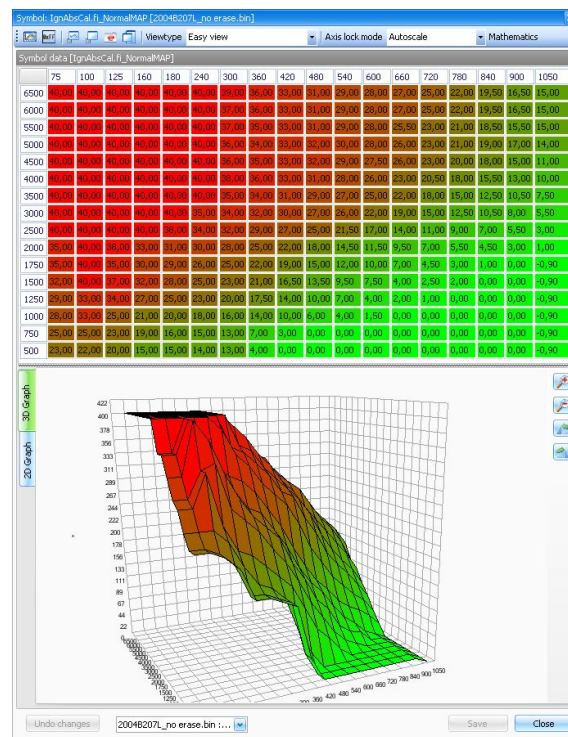 Symbol: IgnAbsCal.fi_NormalMAP [2004B207L_no erase.bin]
0xFF Viewtype Easy view Axis lock mode Autoscale Mathematics
Symbol data [IgnAbsCal.fi_NormalMAP]
75 100 125 160 180 240 300 360 420 480 540 600 660 720 780 840 900 1050
6500 40,00 40,00 40,00 40,00 40,00 40,00 39,00 36,00 33,00 31,00 29,00 28,00 27,00 25,00 22,00 19,50 16,50 15,00
6000 40,00 40,00 40,00 40,00 40,00 40,00 37,00 36,00 33,00 31,00 29,00 28,00 27,00 25,00 22,00 19,50 16,50 15,00
5500 40,00 40,00 40,00 40,00 40,00 40,00 37,00 35,00 33,00 31,00 29,00 28,00 25,50 23,00 21,00 18,50 15,50 15,00
5000 40,00 40,00 40,00 40,00 40,00 40,00 36,00 34,00 33,00 32,00 30,00 28,00 26,00 23,00 21,00 19,00 17,00 14,00
4500 40,00 40,00 40,00 40,00 40,00 40,00 36,00 35,00 33,00 32,00 29,00 27,50 26,00 23,00 20,00 18,00 15,00 11,00
4000 40,00 40,00 40,00 40,00 40,00 40,00 38,00 36,00 33,00 31,00 28,00 26,00 23,00 20,50 18,00 15,50 13,00 10,00
3500 40,00 40,00 40,00 40,00 40,00 40,00 35,00 34,00 31,00 29,00 27,00 25,00 22,00 18,00 15,00 12,50 10,50 7,50
3000 40,00 40,00 40,00 40,00 40,00 35,00 34,00 32,00 30,00 27,00 26,00 22,00 19,00 15,00 12,50 10,50 8,00 5,50
2500 40,00 40,00 40,00 40,00 38,00 34,00 32,00 29,00 27,00 25,00 21,50 17,00 14,00 11,00 9,00 7,00 5,50 3,00
2000 35,00 40,00 38,00 33,00 31,00 30,00 28,00 25,00 22,00 18,00 14,50 11,50 9,50 7,00 5,50 4,50 3,00 1,00
1750 35,00 40,00 35,00 30,00 29,00 26,00 25,00 22,00 19,00 15,00 12,00 10,00 7,00 4,50 3,00 1,00 0,00 -0,90
1500 32,00 40,00 37,00 32,00 28,00 25,00 23,00 21,00 16,50 13,50 9,50 7,50 4,00 2,50 2,00 0,00 0,00 -0,90
1250 29,00 33,00 34,00 27,00 25,00 23,00 20,00 17,50 14,00 10,00 7,00 4,00 2,00 1,00 0,00 0,00 0,00 -0,90
1000 28,00 33,00 25,00 21,00 20,00 18,00 16,00 14,00 10,00 6,00 4,00 1,50 0,00 0,00 0,00 0,00 0,00 -0,90
750 25,00 25,00 23,00 19,00 16,00 15,00 13,00 7,00 3,00 0,00 0,00 0,00 0,00 0,00 0,00 0,00 0,00 -0,90
500 23,00 22,00 20,00 15,00 15,00 14,00 13,00 4,00 0,00 0,00 0,00 0,00 0,00 0,00 0,00 0,00 0,00 -0,90
3D Graph
2D Graph
422
400
378
356
333
311
289
267
244
222
200
178
156
133
111
89
67
44
22
0
1750
1500
1250
300 360 420 480 540 600 660 720 780 840 900 1050
Undo changes 2004B207L_no erase.bin :... Save Close